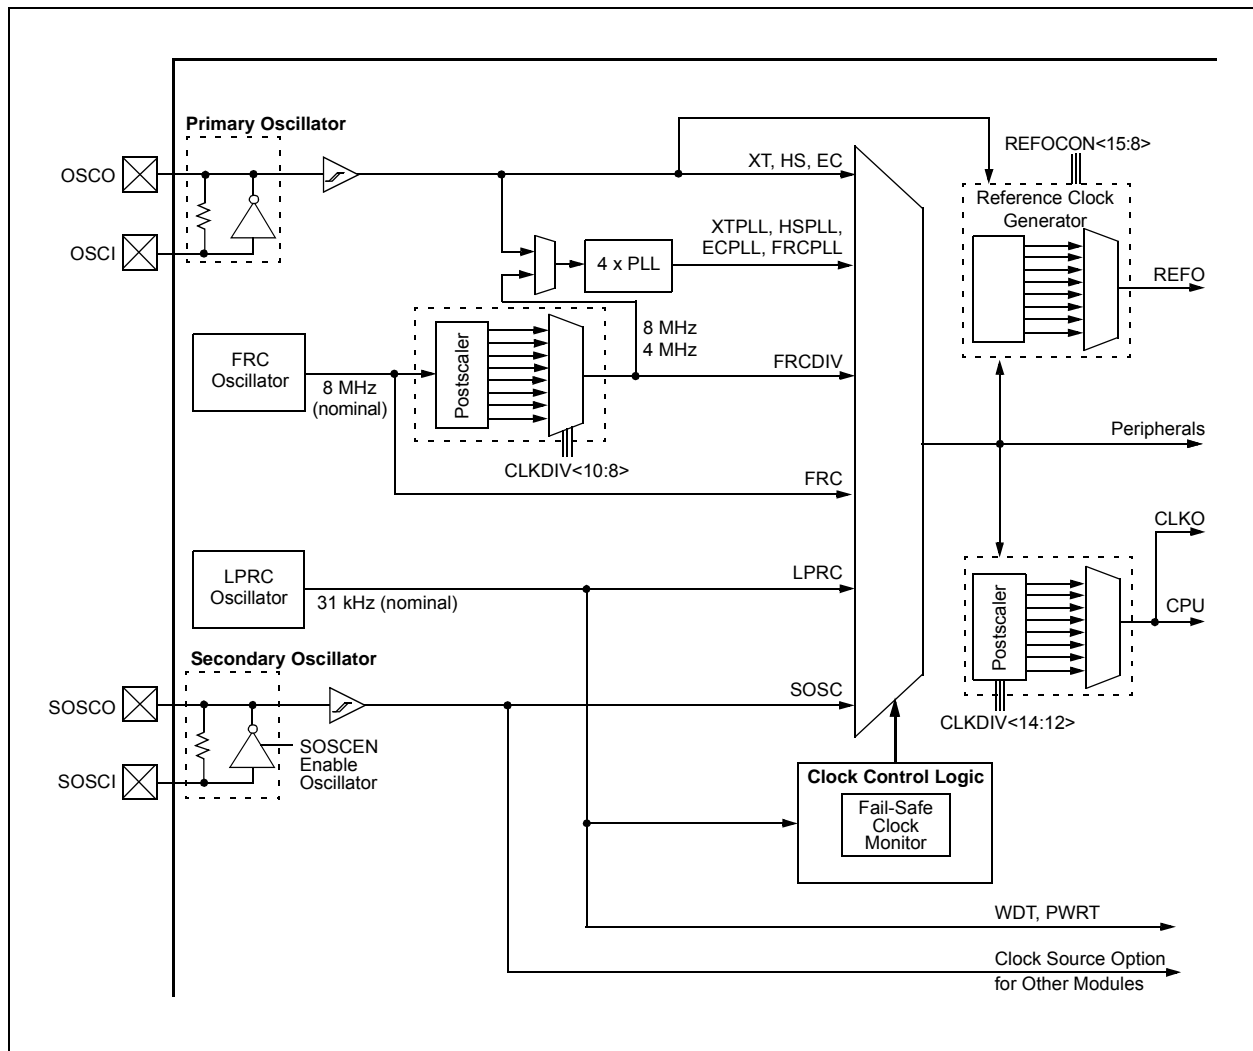 Primary Oscillator
OSCO
OSCI
XT, HS, EC
REFOCON<15:8>
Reference Clock
Generator
REFO
XTPLL, HSPLL,
ECPLL, FRCPLL
4 x PLL
8 MHz
4 MHz
FRC
Oscillator
8 MHz
(nominal)
Postscaler
CLKDIV<10:8>
FRCDIV
Peripherals
FRC
CLKO
CPU
LPRC
Oscillator
31 kHz (nominal)
LPRC
Postscaler
CLKDIV<14:12>
Secondary Oscillator
SOSCO
SOSCI
SOSCEN
Enable
Oscillator
SOSC
Clock Control Logic
Fail-Safe
Clock
Monitor
WDT, PWRT
Clock Source Option
for Other Modules